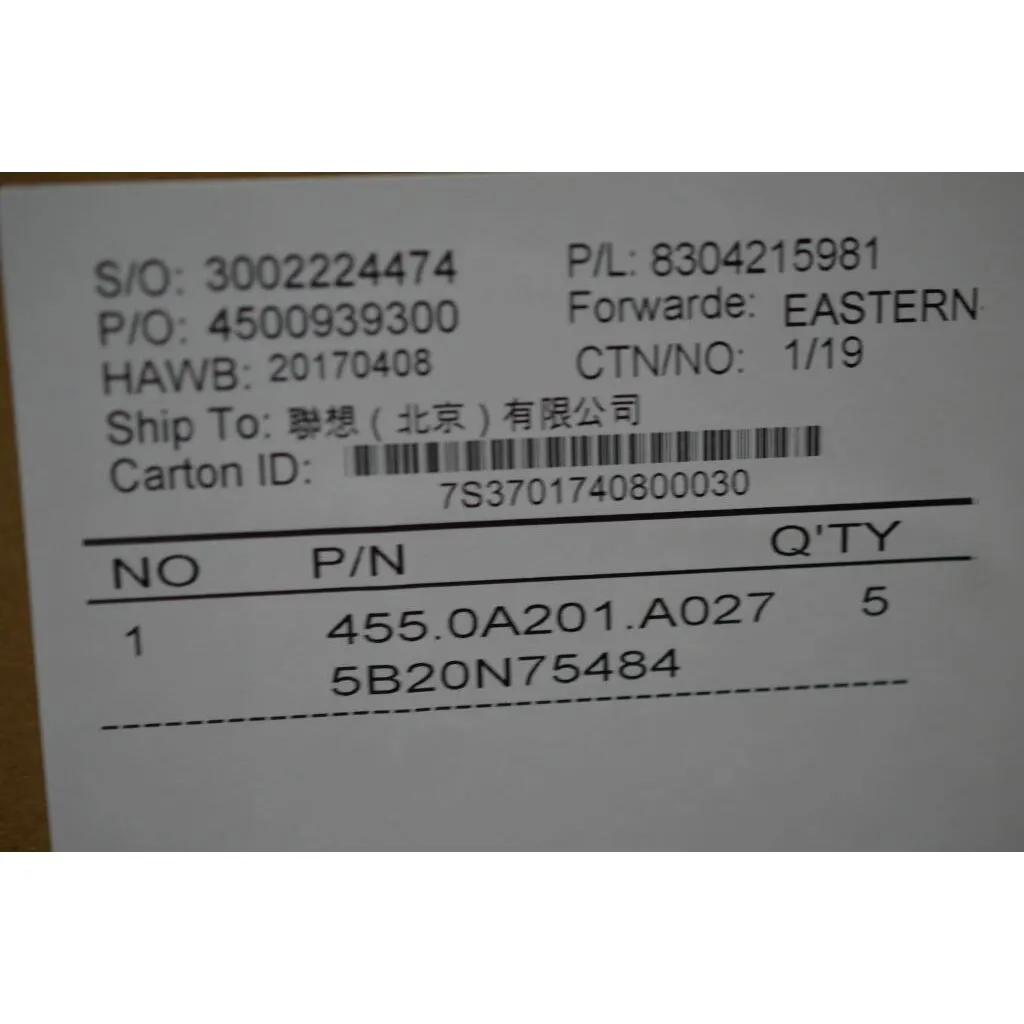 S/O: 3002224474 P/L: 8304215981
P/O: 4500939300 Forwarde: EASTERN
HAWB: 20170408 CTN/NO: 1/19
Ship To: 聯想（北京）有限公司
Carton ID:
7S3701740800030
NO P/N Q'TY
1 455.0A201.A027 5
5B20N75484